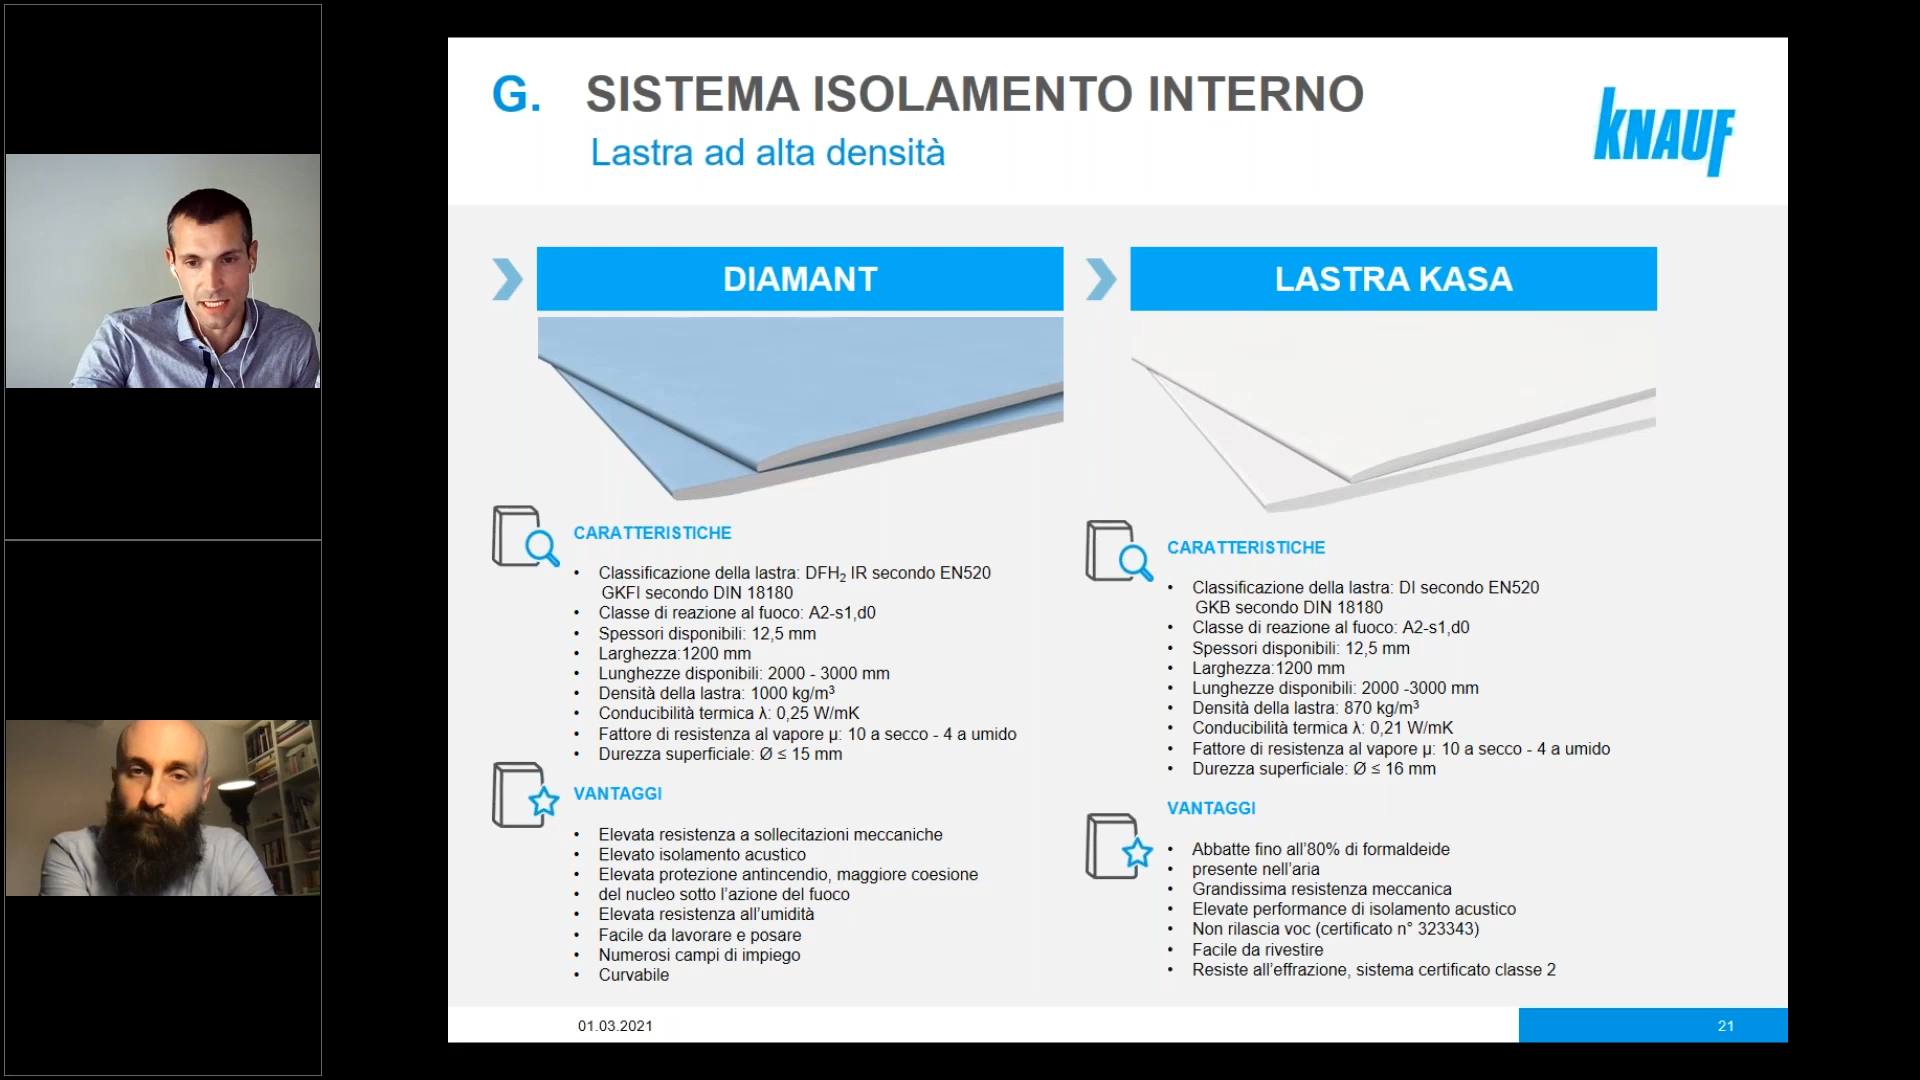 G. SISTEMA ISOLAMENTO INTERNO
Lastra ad alta densità
KNAUF
DIAMANT
CARATTERISTICHE
• Classificazione della lastra: DFH₂ IR secondo EN520
GKFI secondo DIN 18180
• Classe di reazione al fuoco: A2-s1,d0
• Spessori disponibili: 12,5 mm
• Larghezza:1200 mm
• Lunghezze disponibili: 2000 - 3000 mm
• Densità della lastra: 1000 kg/m³
• Conducibilità termica λ: 0,25 W/mK
• Fattore di resistenza al vapore µ: 10 a secco - 4 a umido
• Durezza superficiale: Ø ≤ 15 mm
VANTAGGI
• Elevata resistenza a sollecitazioni meccaniche
• Elevato isolamento acustico
• Elevata protezione antincendio, maggiore coesione
• del nucleo sotto l’azione del fuoco
• Elevata resistenza all’umidità
• Facile da lavorare e posare
• Numerosi campi di impiego
• Curvabile
LASTRA KASA
CARATTERISTICHE
• Classificazione della lastra: DI secondo EN520
GKB secondo DIN 18180
• Classe di reazione al fuoco: A2-s1,d0
• Spessori disponibili: 12,5 mm
• Larghezza:1200 mm
• Lunghezze disponibili: 2000 -3000 mm
• Densità della lastra: 870 kg/m³
• Conducibilità termica λ: 0,21 W/mK
• Fattore di resistenza al vapore µ: 10 a secco - 4 a umido
• Durezza superficiale: Ø ≤ 16 mm
VANTAGGI
• Abbatte fino all’80% di formaldeide
• presente nell’aria
• Grandissima resistenza meccanica
• Elevate performance di isolamento acustico
• Non rilascia voc (certificato n° 323343)
• Facile da rivestire
• Resiste all’effrazione, sistema certificato classe 2
01.03.2021
21